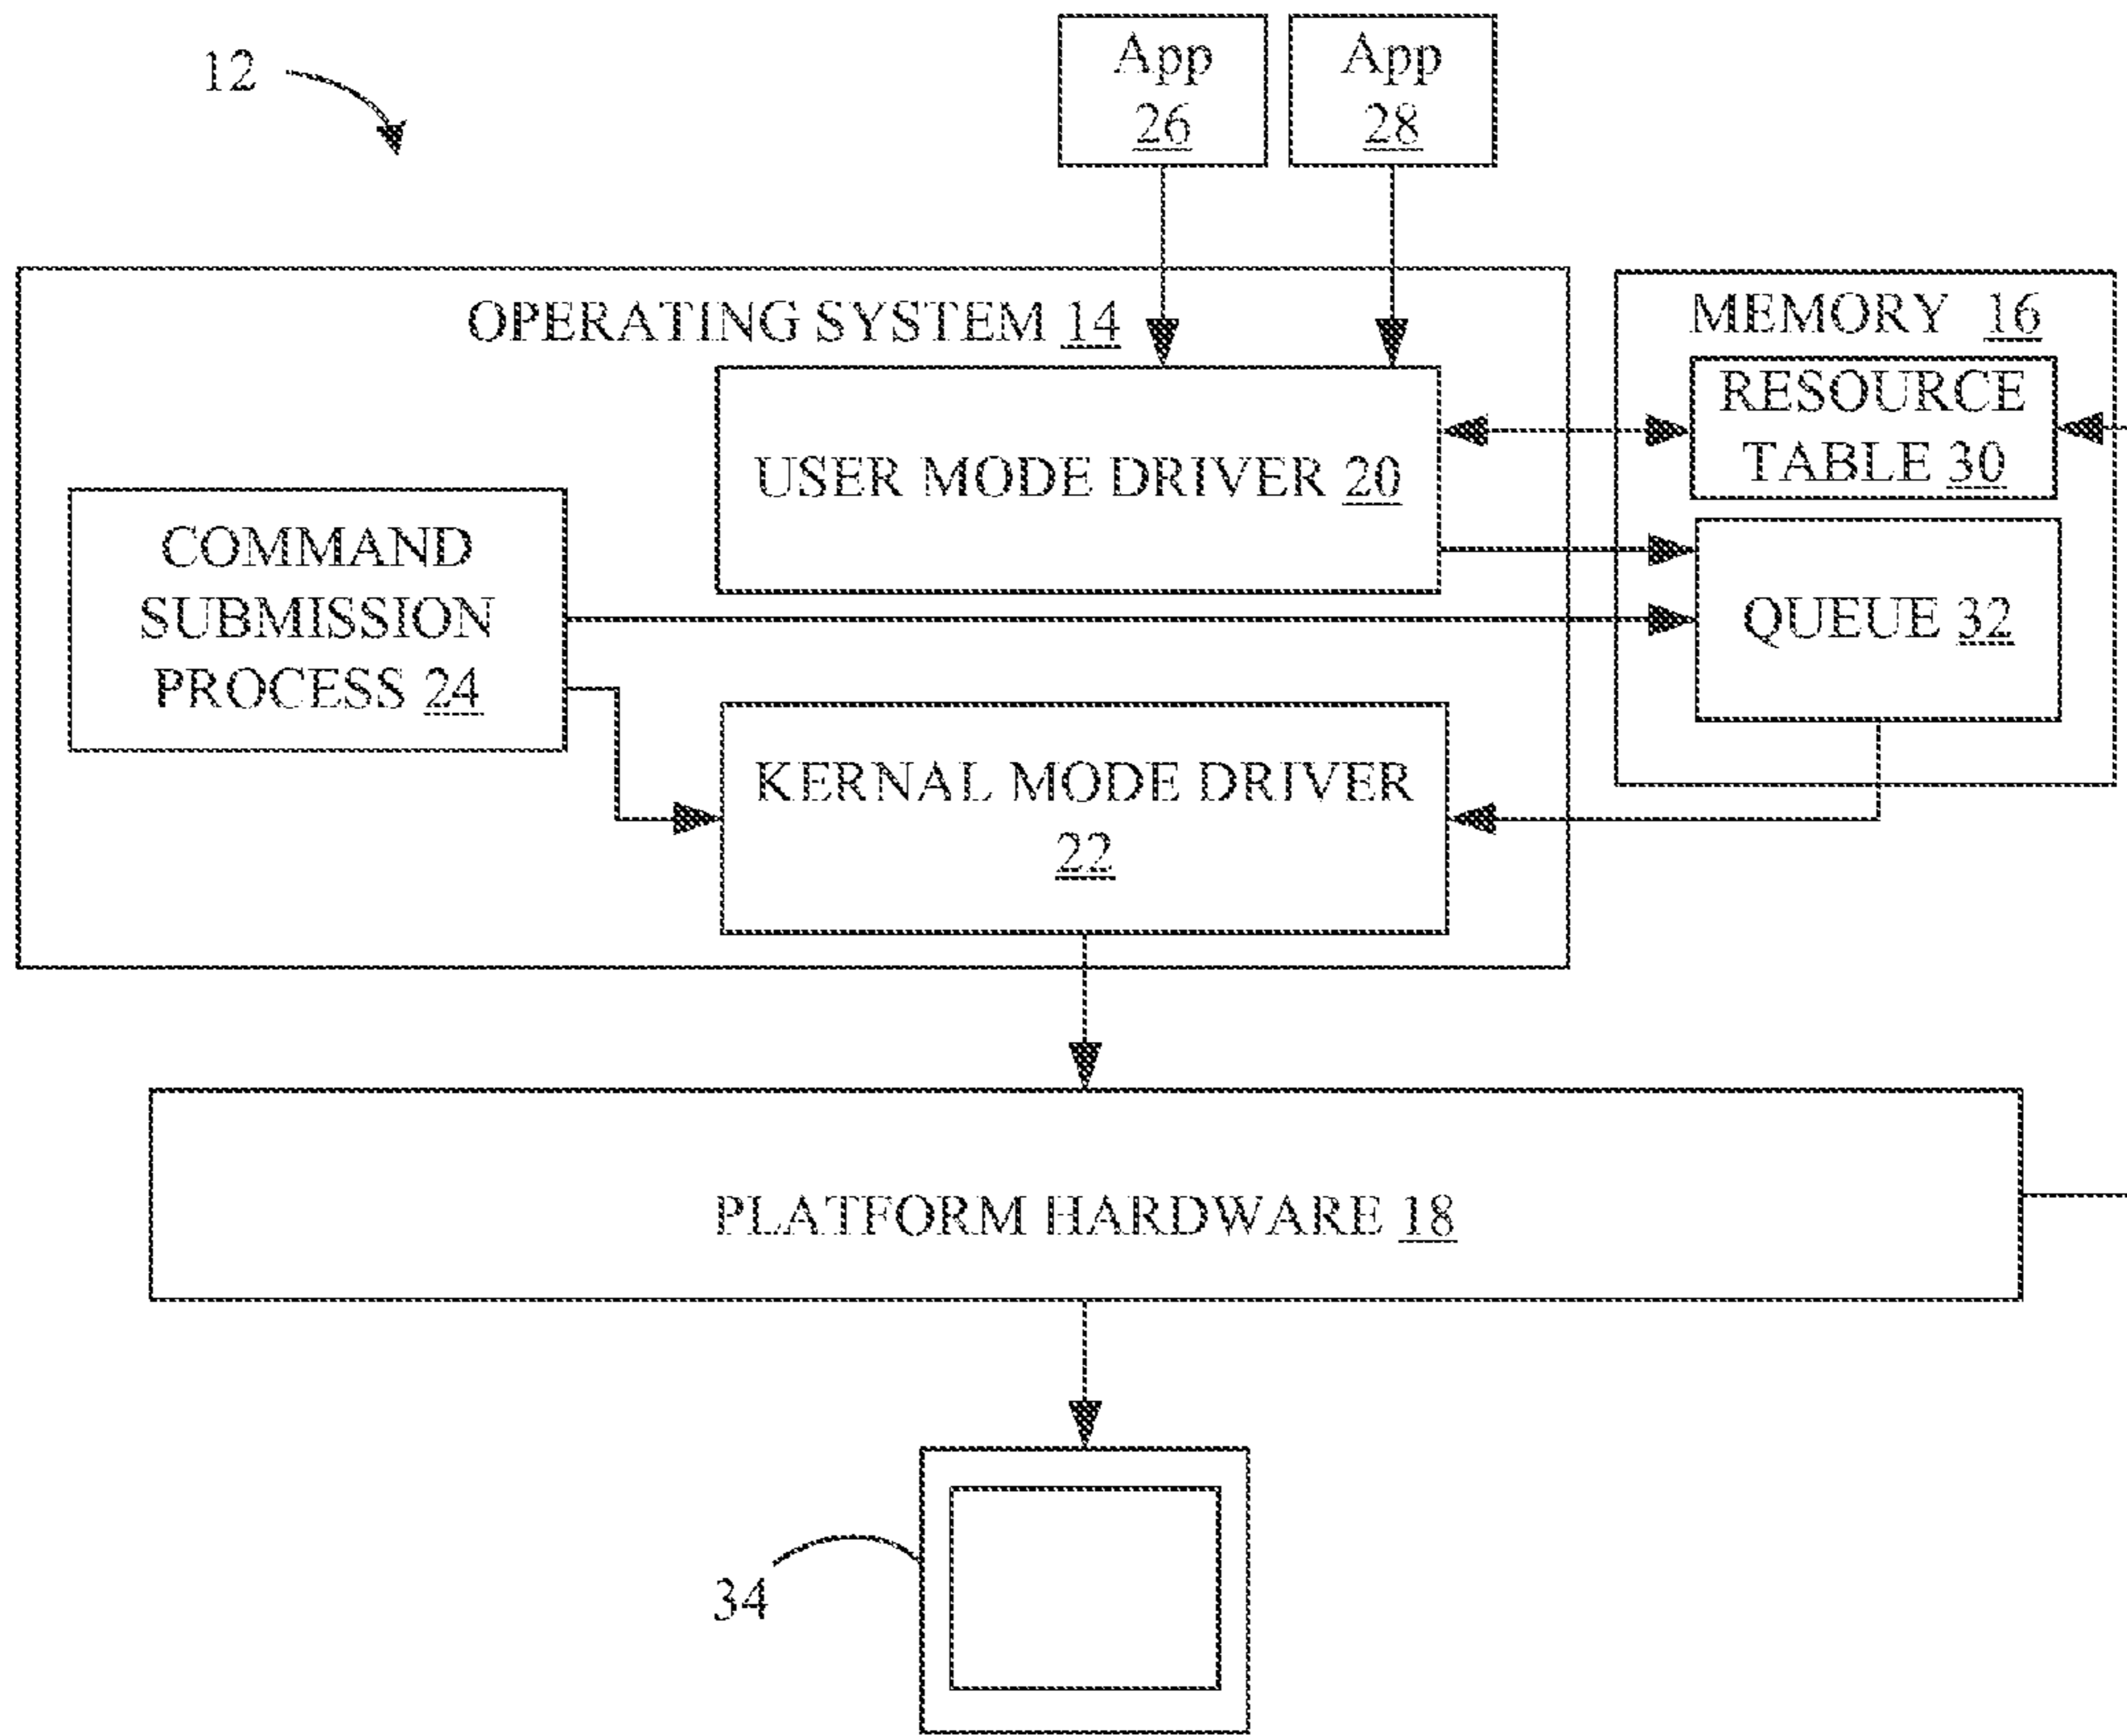 12
App
26
App
28
OPERATING SYSTEM 14
MEMORY 16
RESOURCE
TABLE 30
USER MODE DRIVER 20
COMMAND
SUBMISSION
PROCESS 24
QUEUE 32
KERNAL MODE DRIVER
22
PLATFORM HARDWARE 18
34